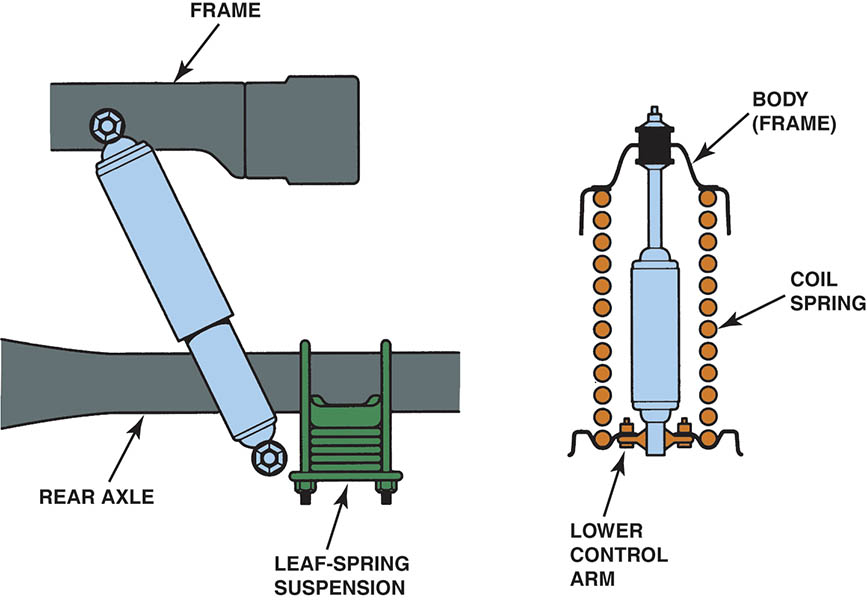 FRAME
BODY
(FRAME)
COIL
SPRING
REAR AXLE
LEAF-SPRING
SUSPENSION
LOWER
CONTROL
ARM